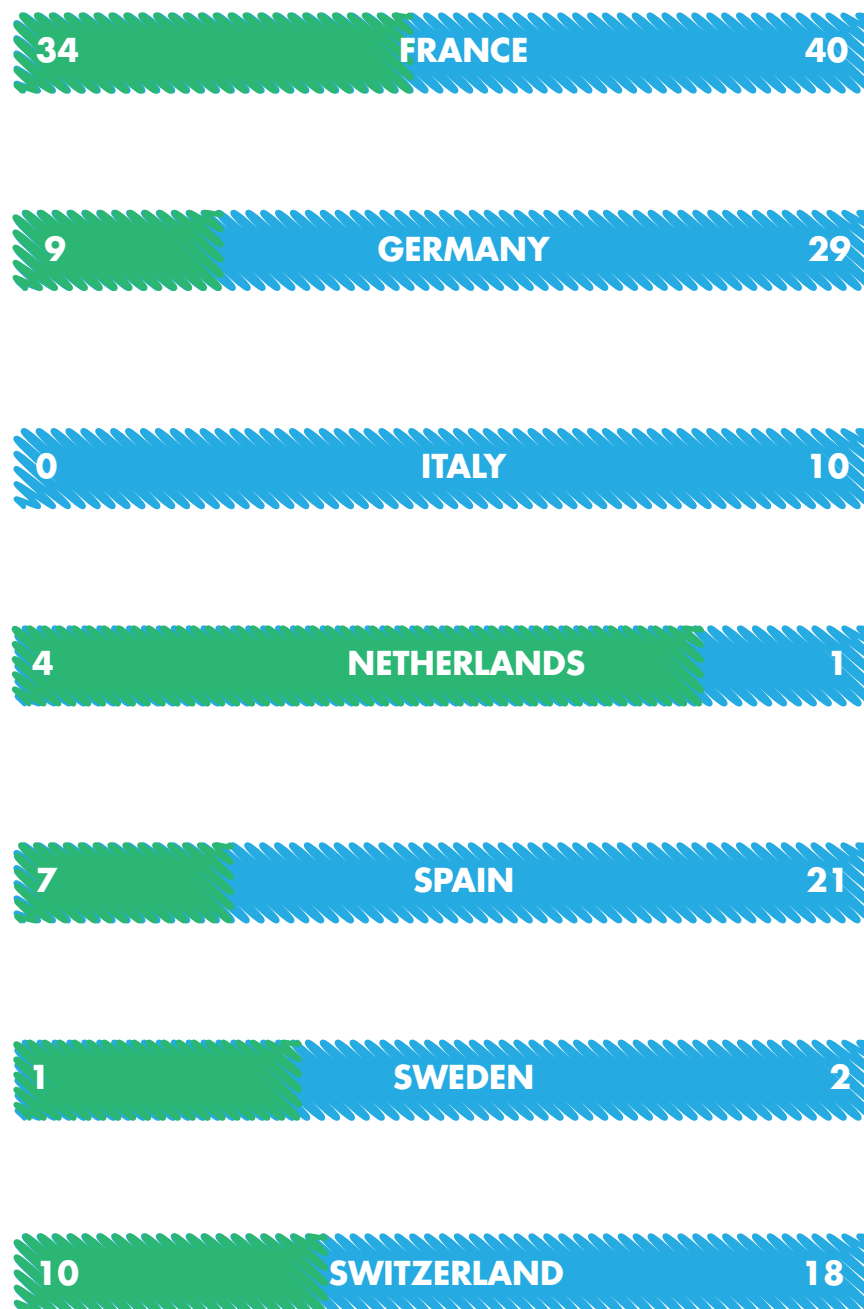 34 FRANCE 40
9 GERMANY 29
0 ITALY 10
4 NETHERLANDS 1
7 SPAIN 21
1 SWEDEN 2
10 SWITZERLAND 18